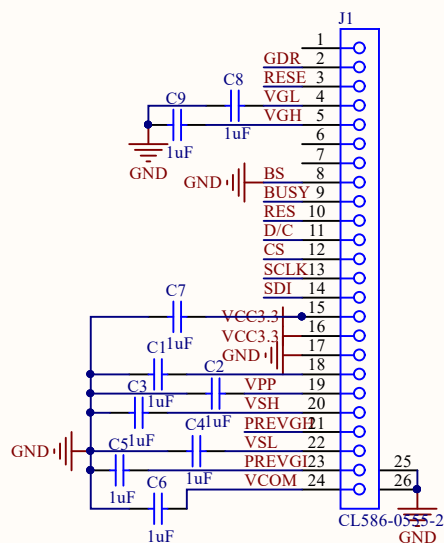 J1
1
GDR 2
RESE 3
C8 VGL 4
C9 VGH 5
1uF
1uF
6
7
GND
GND BS 8
BUSY 9
RES 10
D/C 11
CS 12
SCLK 13
SDI 14
C7 VCC3.3 15
1uF VCC3.3 16
GND 17
C1 18
C2 VPP 19
1uF
C3 VSH 20
1uF
1uF PREVGH 21
GND C4 VSL 22
C5 1uF PREVGL 23 25
C6 VCOM 24 26
1uF
1uF
CL586-0555-2
GND